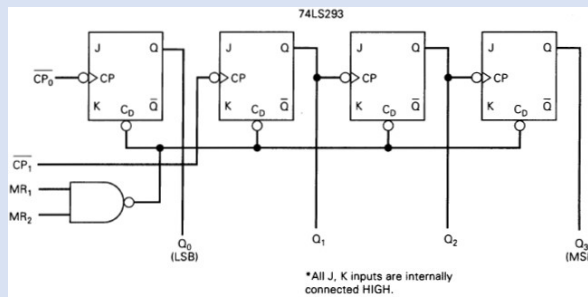 74LS293
J Q J Q J Q J Q
CP0 CP CP CP CP
K CD Q K CD Q K CD Q K CD Q
CP1
MR1
MR2
Q0 Q1 Q2 Q3
(LSB) (MS
*All J, K inputs are internally
connected HIGH.